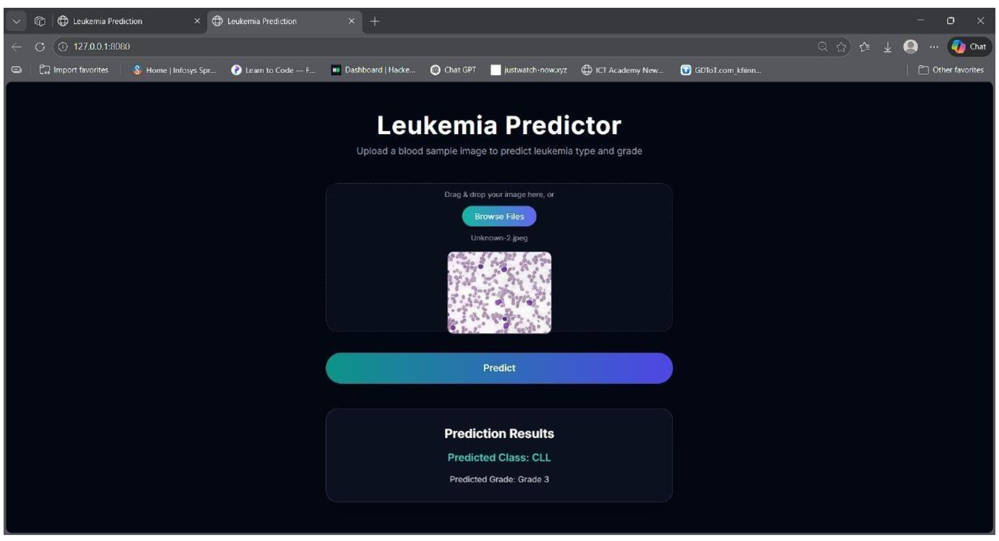 Leukemia Prediction
Leukemia Prediction
127.0.0.1:8080
Chat
Import favorites
Home | Infosys Spr...
Learn to Code — F...
Dashboard | Hacke...
Chat GPT
justwatch-now.xyz
ICT Academy New...
GDToT.com_kfiinn...
Other favorites
Leukemia Predictor
Upload a blood sample image to predict leukemia type and grade
Drag & drop your image here, or
Browse Files
Unknown-2.jpeg
Predict
Prediction Results
Predicted Class: CLL
Predicted Grade: Grade 3